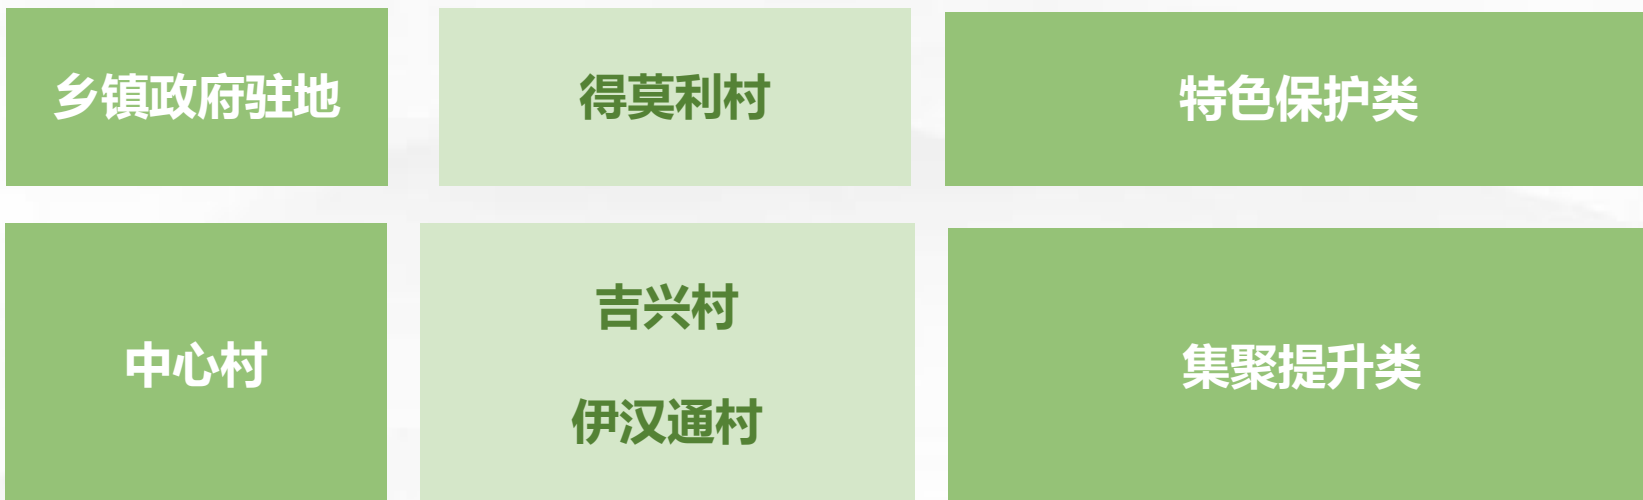 乡镇政府驻地
得莫利村
特色保护类
中心村
吉兴村
伊汉通村
集聚提升类